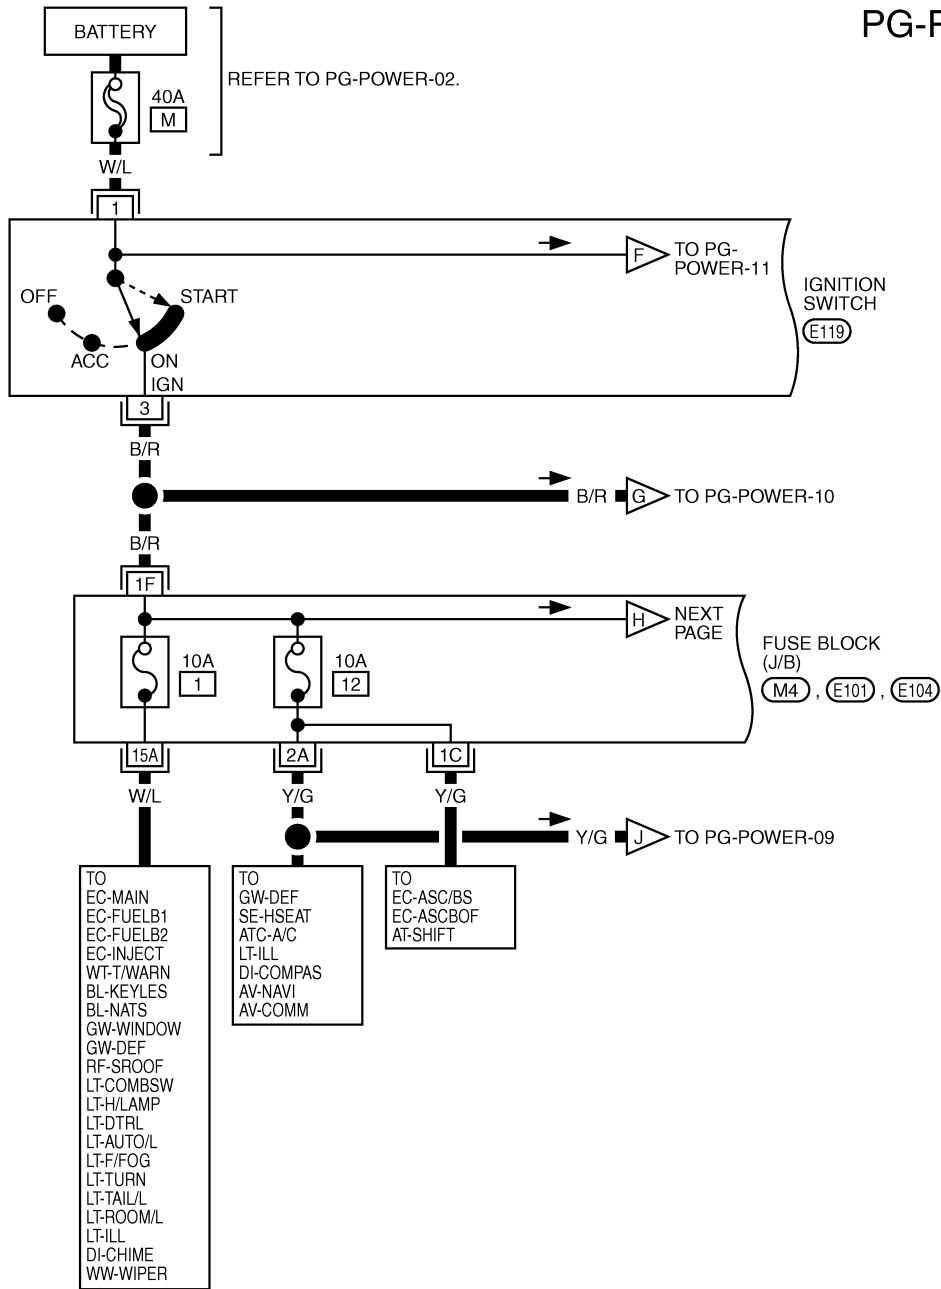 PG-P
BATTERY
REFER TO PG-POWER-02.
40A
M
W/L
1
F
TO PG-
POWER-11
OFF
START
ACC
ON
IGN
IGNITION
SWITCH
E119
3
B/R
B/R
G
TO PG-POWER-10
B/R
1F
H
NEXT
PAGE
10A
1
10A
12
FUSE BLOCK
(J/B)
M4 , E101 , E104
15A
2A
1C
W/L
Y/G
Y/G
Y/G
J
TO PG-POWER-09
TO
EC-MAIN
EC-FUELB1
EC-FUELB2
EC-INJECT
WT-T/WARN
BL-KEYLES
BL-NATS
GW-WINDOW
GW-DEF
RF-SROOF
LT-COMBSW
LT-H/LAMP
LT-DTRL
LT-AUTO/L
LT-F/FOG
LT-TURN
LT-TAIL/L
LT-ROOM/L
LT-ILL
DI-CHIME
WW-WIPER
TO
GW-DEF
SE-HSEAT
ATC-A/C
LT-ILL
DI-COMPAS
AV-NAVI
AV-COMM
TO
EC-ASC/BS
EC-ASCBOF
AT-SHIFT